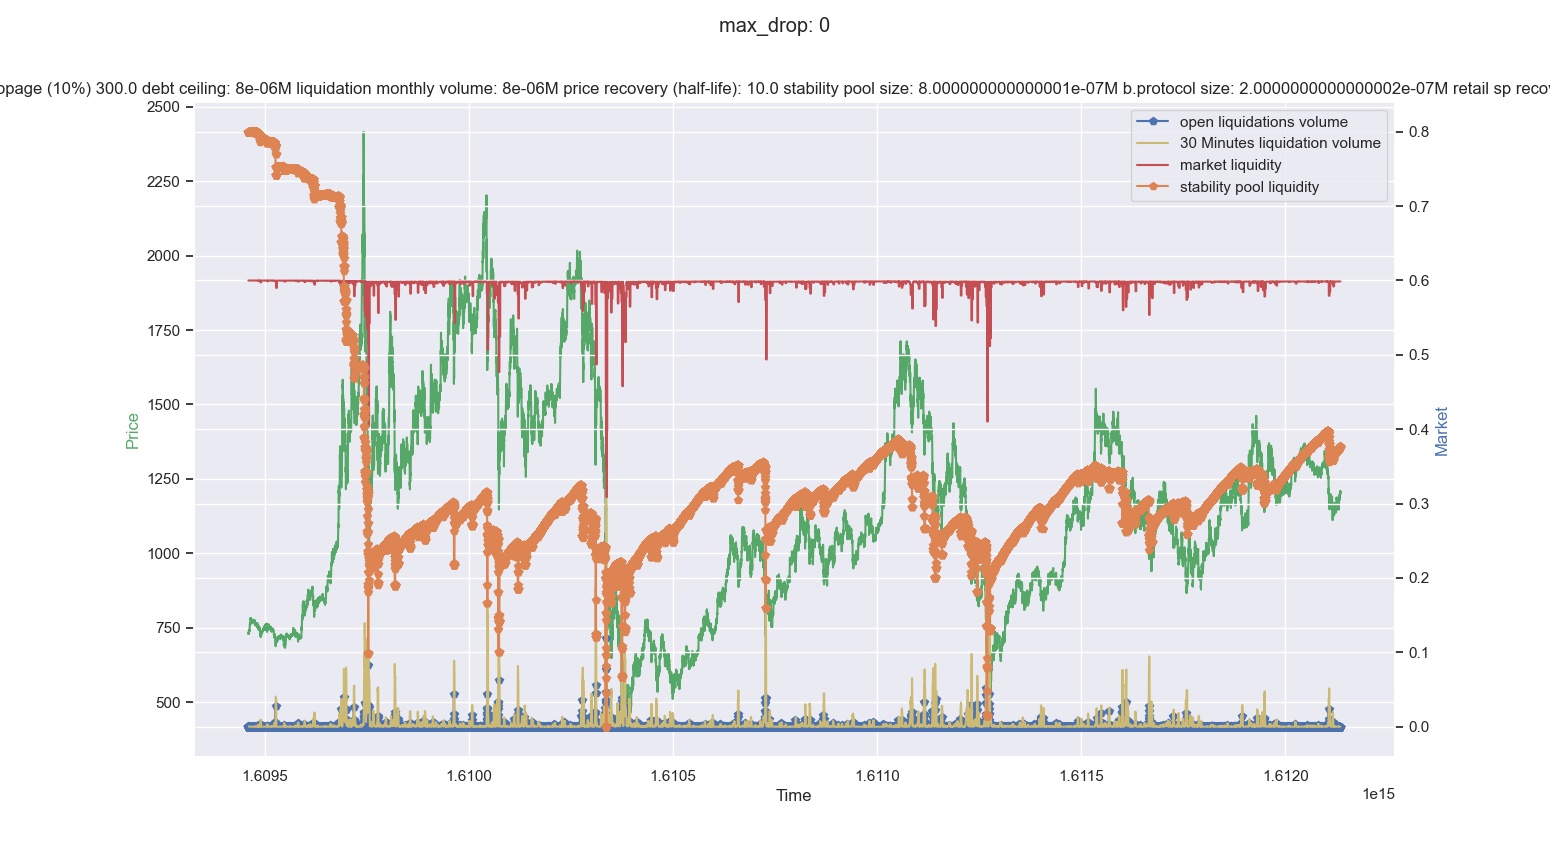 max_drop: 0
opage (10%) 300.0 debt ceiling: 8e-06M liquidation monthly volume: 8e-06M price recovery (half-life): 10.0 stability pool size: 8.000000000000001e-07M b.protocol size: 2.0000000000000002e-07M retail sp recov
2500
2250
2000
1750
1500
1250
1000
750
500
Price
open liquidations volume
30 Minutes liquidation volume
market liquidity
stability pool liquidity
0.8
0.7
0.6
0.5
0.4
0.3
0.2
0.1
0.0
Market
1.6095 1.6100 1.6105 1.6110 1.6115 1.6120
Time
1e15